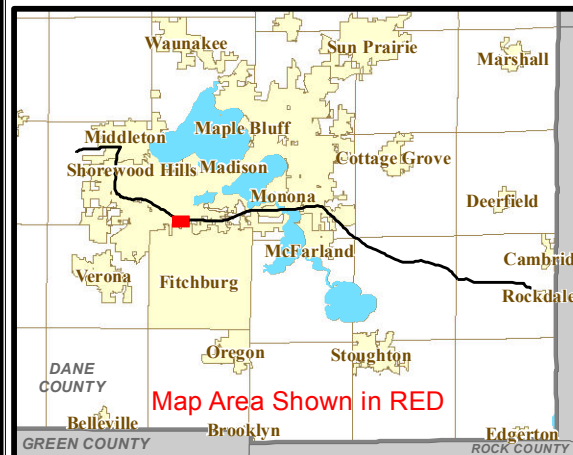 Waunakee
Sun Prairie
Marshall
Maple Bluff
Middleton
Cottage Grove
Shorewood Hills
Madison
Monona
Deerfield
McFarland
Cambrid
Verona
Fitchburg
Rockdale
Oregon
Stoughton
DANE
COUNTY
Map Area Shown in RED
Belleville
Brooklyn
Edgerton
GREEN COUNTY
ROCK COUNTY